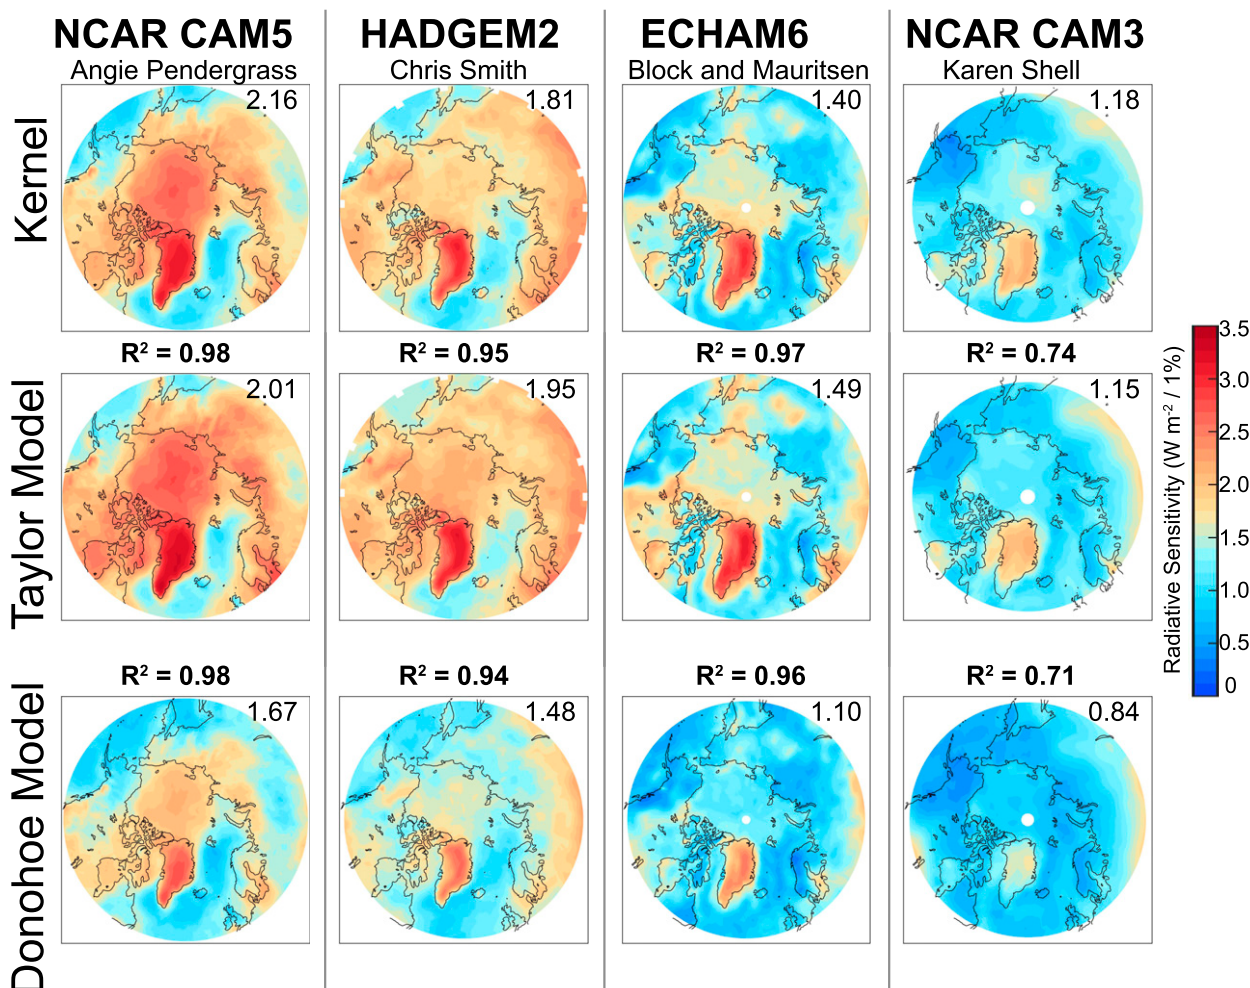 NCAR CAM5
HADGEM2
ECHAM6
NCAR CAM3
Angie Pendergrass
Chris Smith
Block and Mauritsen
Karen Shell
Kernel
2.16
1.81
1.40
1.18
R² = 0.98
R² = 0.95
R² = 0.97
R² = 0.74
Taylor Model
2.01
1.95
1.49
1.15
R² = 0.98
R² = 0.94
R² = 0.96
R² = 0.71
Donohoe Model
1.67
1.48
1.10
0.84
Radiative Sensitivity (W m⁻² / 1%)
3.5
3.0
2.5
2.0
1.5
1.0
0.5
0